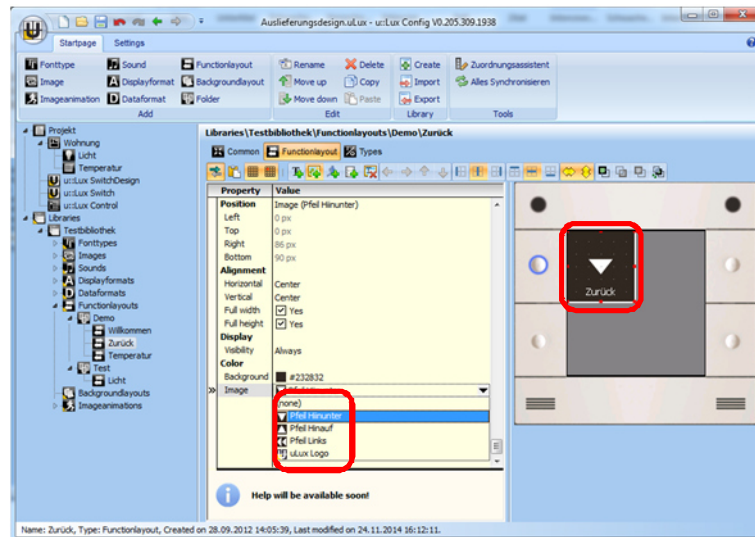 Auslieferungsdesign.uLux - u::Lux Config V0.205.309.1938
Startpage Settings
Fonttype Sound Functionlayout Rename Delete Create Zuordnungsassistent
Image Displayformat Backgroundlayout Move up Copy Import Alles Synchronisieren
Imageanimation Dataformat Folder Move down Paste Export
Add Edit Library Tools
Projekt
Wohnung
Licht
Temperatur
u::Lux SwitchDesign
u::Lux Switch
u::Lux Control
Libraries
Testbibliothek
Fonttypes
Images
Sounds
Displayformats
Dataformats
Functionlayouts
Demo
Willkommen
Zurück
Temperatur
Test
Licht
Backgroundlayouts
Imageanimations
Libraries\Testbibliothek\Functionlayouts\Demo\Zurück
Common Functionlayout Types
Property Value
Position Image (Pfeil Hinunter)
Left 0 px
Top 0 px
Right 86 px
Bottom 90 px
Alignment
Horizontal Center
Vertical Center
Full width Yes
Full height Yes
Display
Visibility Always
Color
Background #232832
Image
(none)
Pfeil Hinunter
Pfeil Hinauf
Pfeil Links
uLux Logo
Help will be available soon!
Zurück
Name: Zurück, Type: Functionlayout, Created on 28.09.2012 14:05:39, Last modified on 24.11.2014 16:12:11.